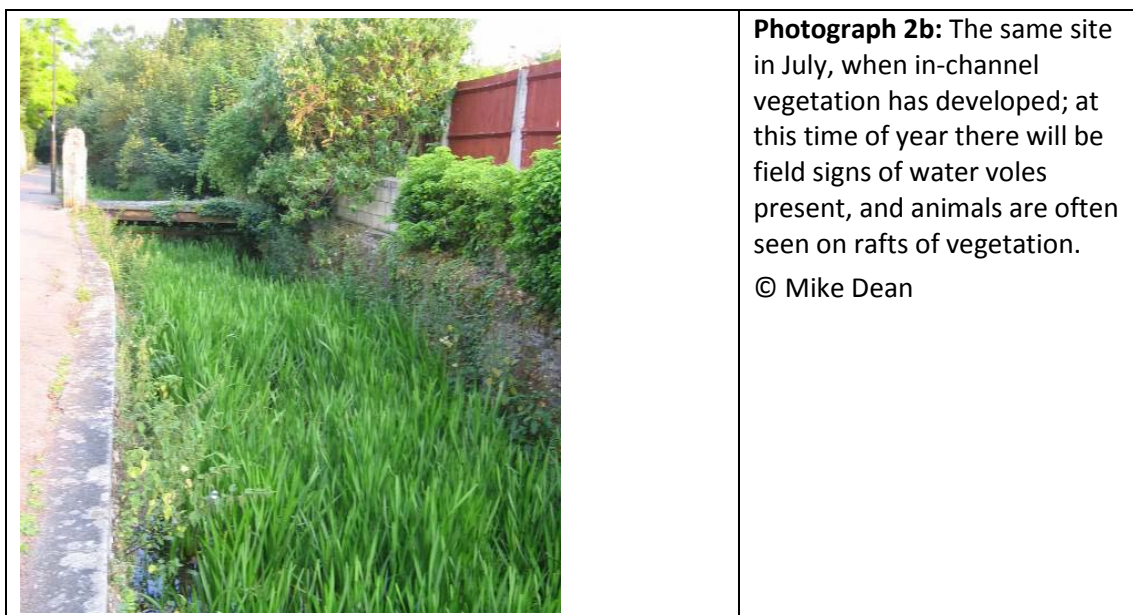 Photograph 2b: The same site
in July, when in-channel
vegetation has developed; at
this time of year there will be
field signs of water voles
present, and animals are often
seen on rafts of vegetation.
© Mike Dean